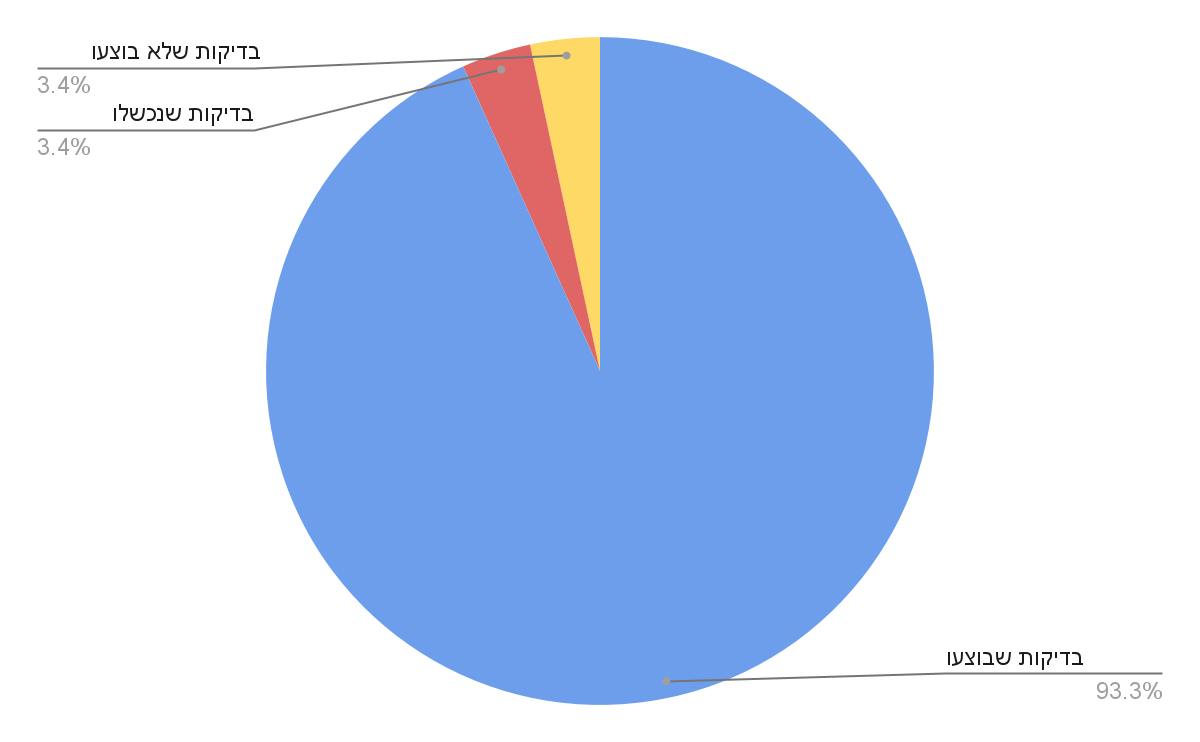 בדיקות שלא בוצעו
3.4%
בדיקות שנכשלו
3.4%
בדיקות שבוצעו
93.3%